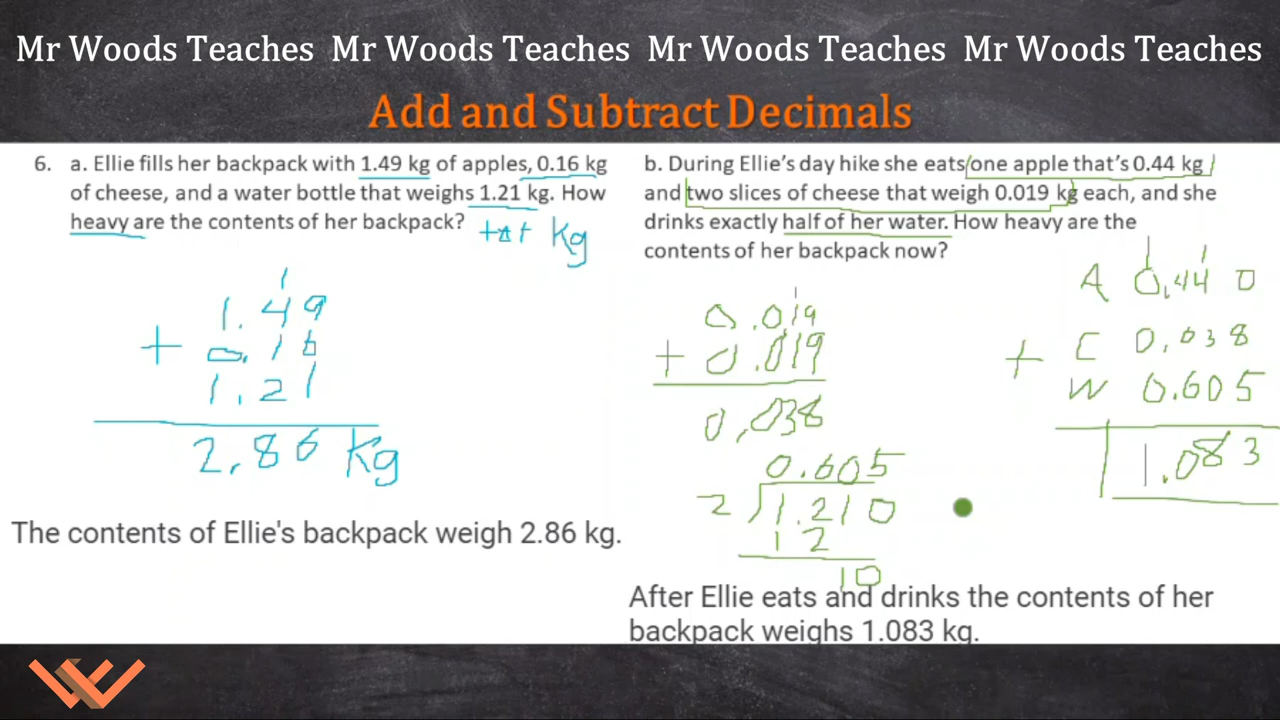 Mr Woods Teaches Mr Woods Teaches Mr Woods Teaches Mr Woods Teaches
Add and Subtract Decimals
6. a. Ellie fills her backpack with 1.49 kg of apples, 0.16 kg
of cheese, and a water bottle that weighs 1.21 kg. How
heavy are the contents of her backpack?
kg
1
1.49
+ 0.16
1.21
2.86 kg
The contents of Ellie's backpack weigh 2.86 kg.
b. During Ellie's day hike she eats one apple that's 0.44 kg
and two slices of cheese that weigh 0.019 kg each, and she
drinks exactly half of her water. How heavy are the
contents of her backpack now?
1
0.019
+ 0.019
0.038
0.605
2 1.210
1 2
10
1 1
A 0.440
C 0.038
+
W 0.605
1.083
After Ellie eats and drinks the contents of her
backpack weighs 1.083 kg.